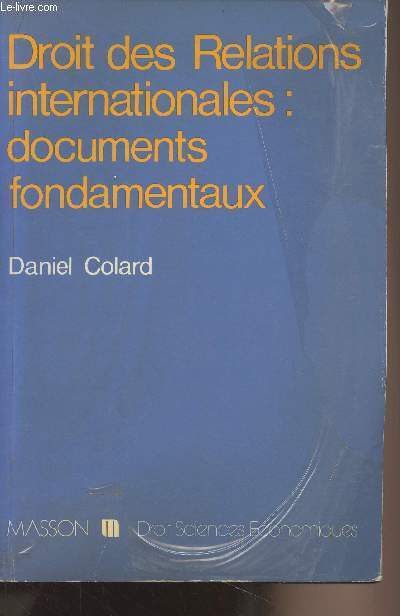 Le-livre.com
Droit des Relations
internationales :
documents
fondamentaux
Daniel Colard
MASSON Droit Sciences Economiques